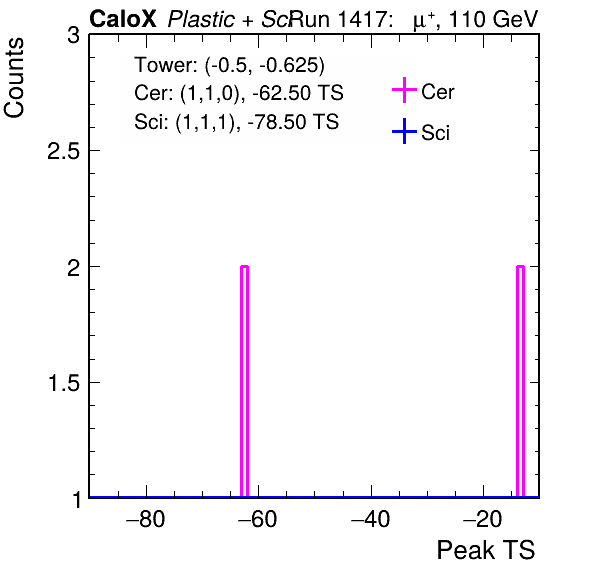 CaloX Plastic + Sci Run 1417: μ⁺, 110 GeV
Counts
3
2.5
2
1.5
1
Tower: (-0.5, -0.625)
Cer: (1,1,0), -62.50 TS
Sci: (1,1,1), -78.50 TS
Cer
Sci
−80 −60 −40 −20
Peak TS